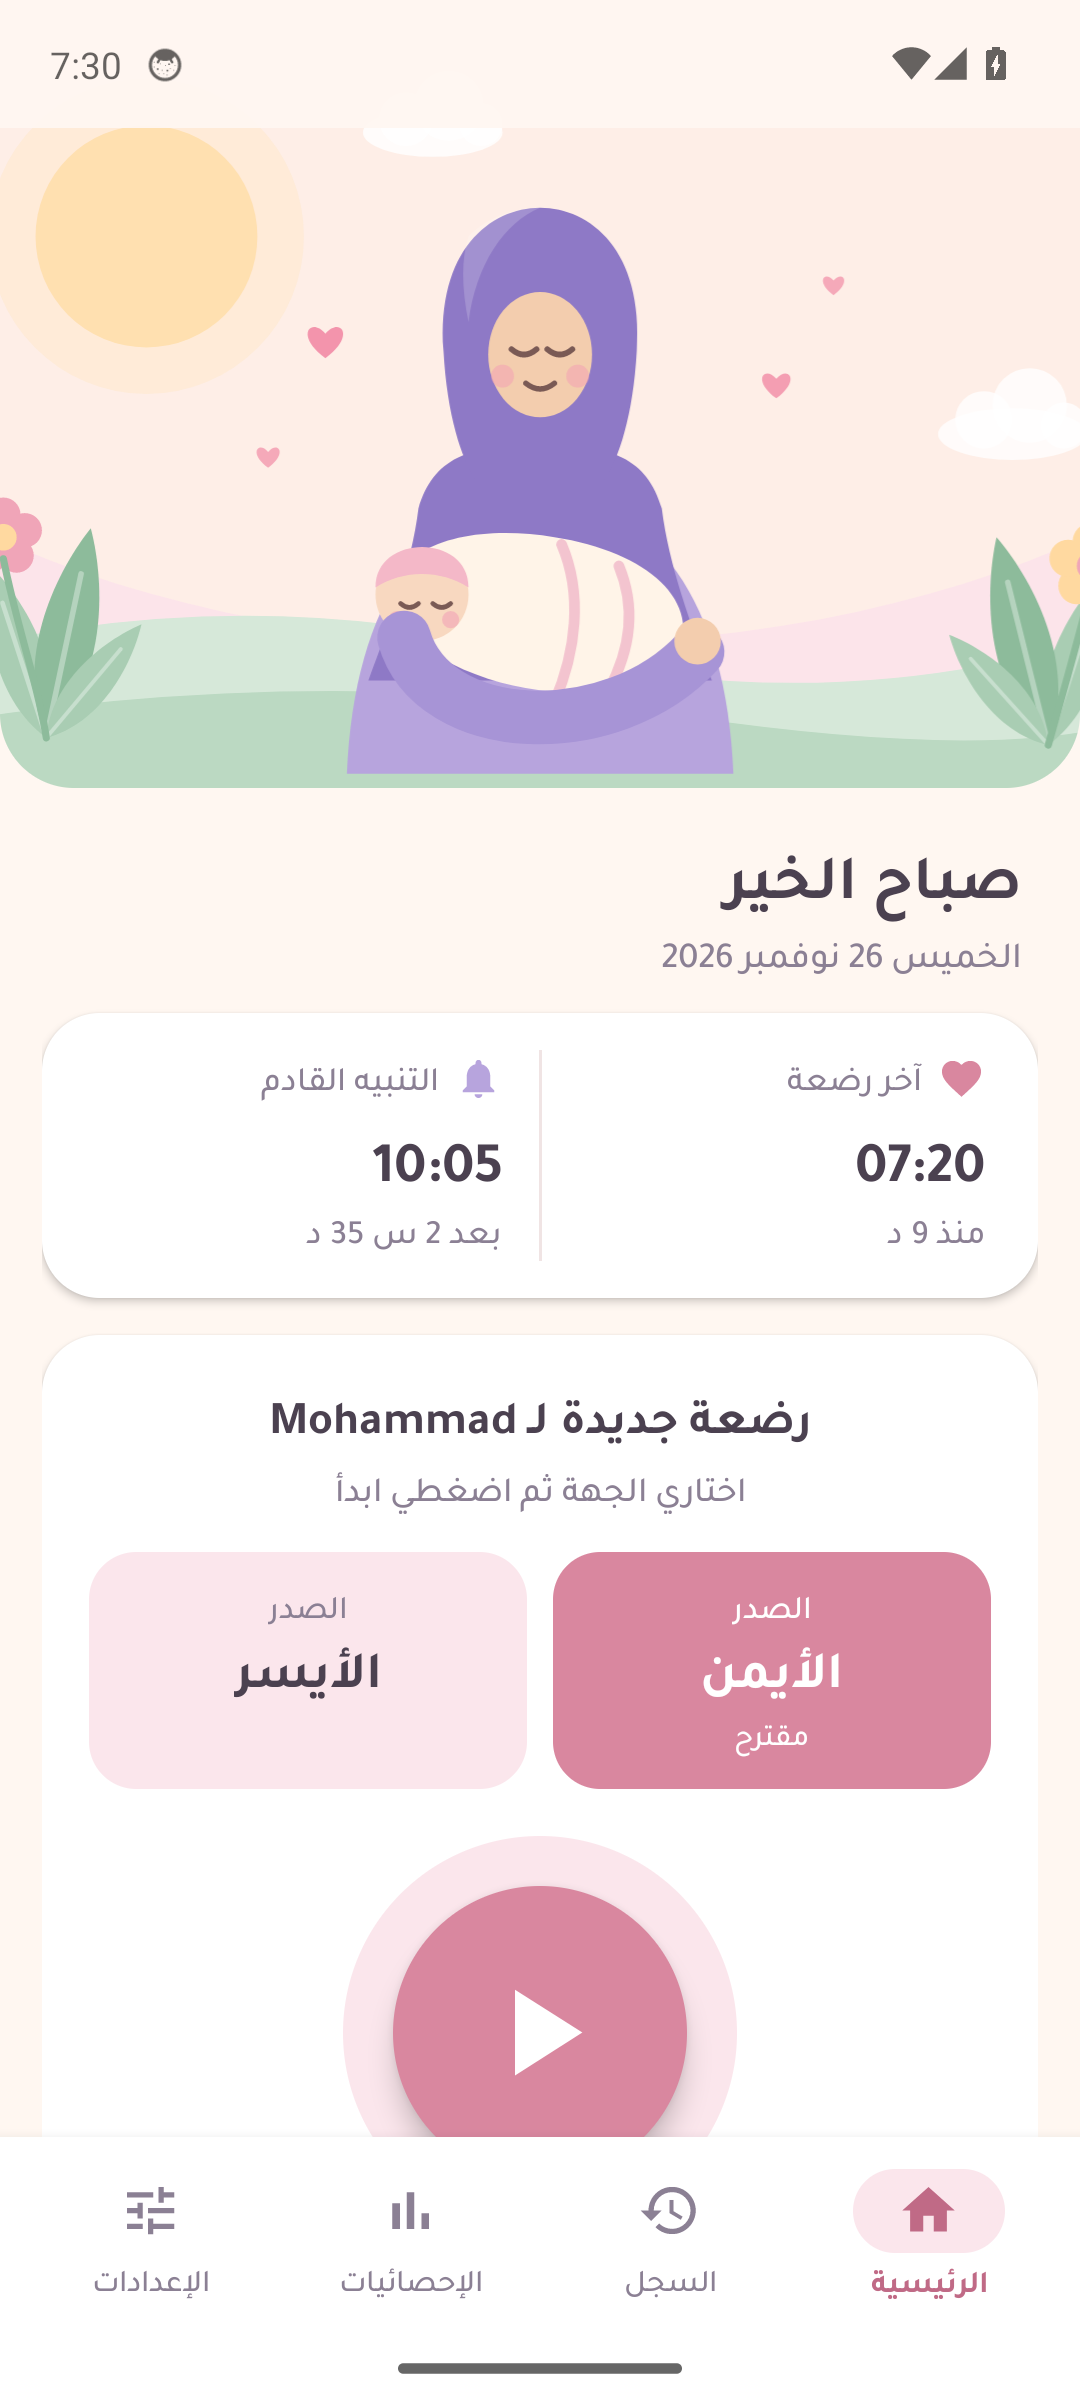 7:30
صباح الخير
الخميس 26 نوفمبر 2026
آخر رضعة
07:20
منذ 9 د
التنبيه القادم
10:05
بعد 2 س 35 د
رضعة جديدة لـ Mohammad
اختاري الجهة ثم اضغطي ابدأ
الصدر
الأيمن
مقترح
الصدر
الأيسر
الرئيسية
السجل
الإحصائيات
الإعدادات